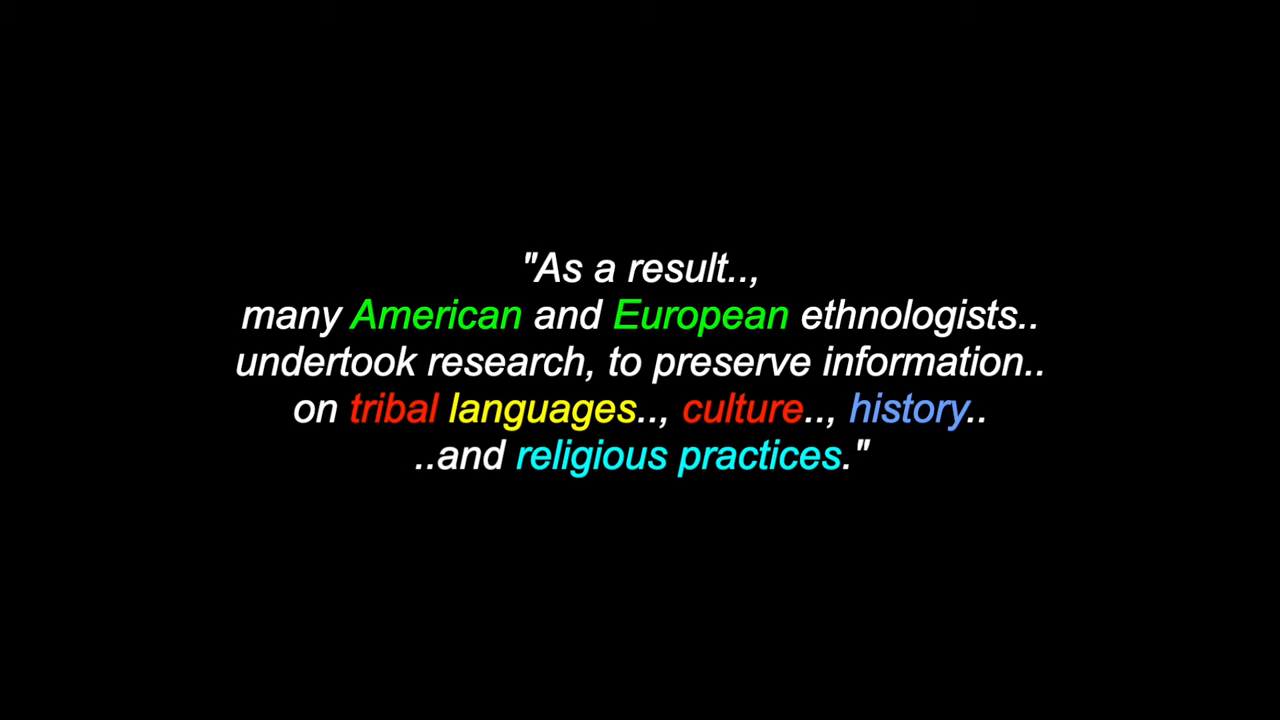 "As a result..,
many American and European ethnologists..
undertook research, to preserve information..
on tribal languages.., culture.., history..
..and religious practices."